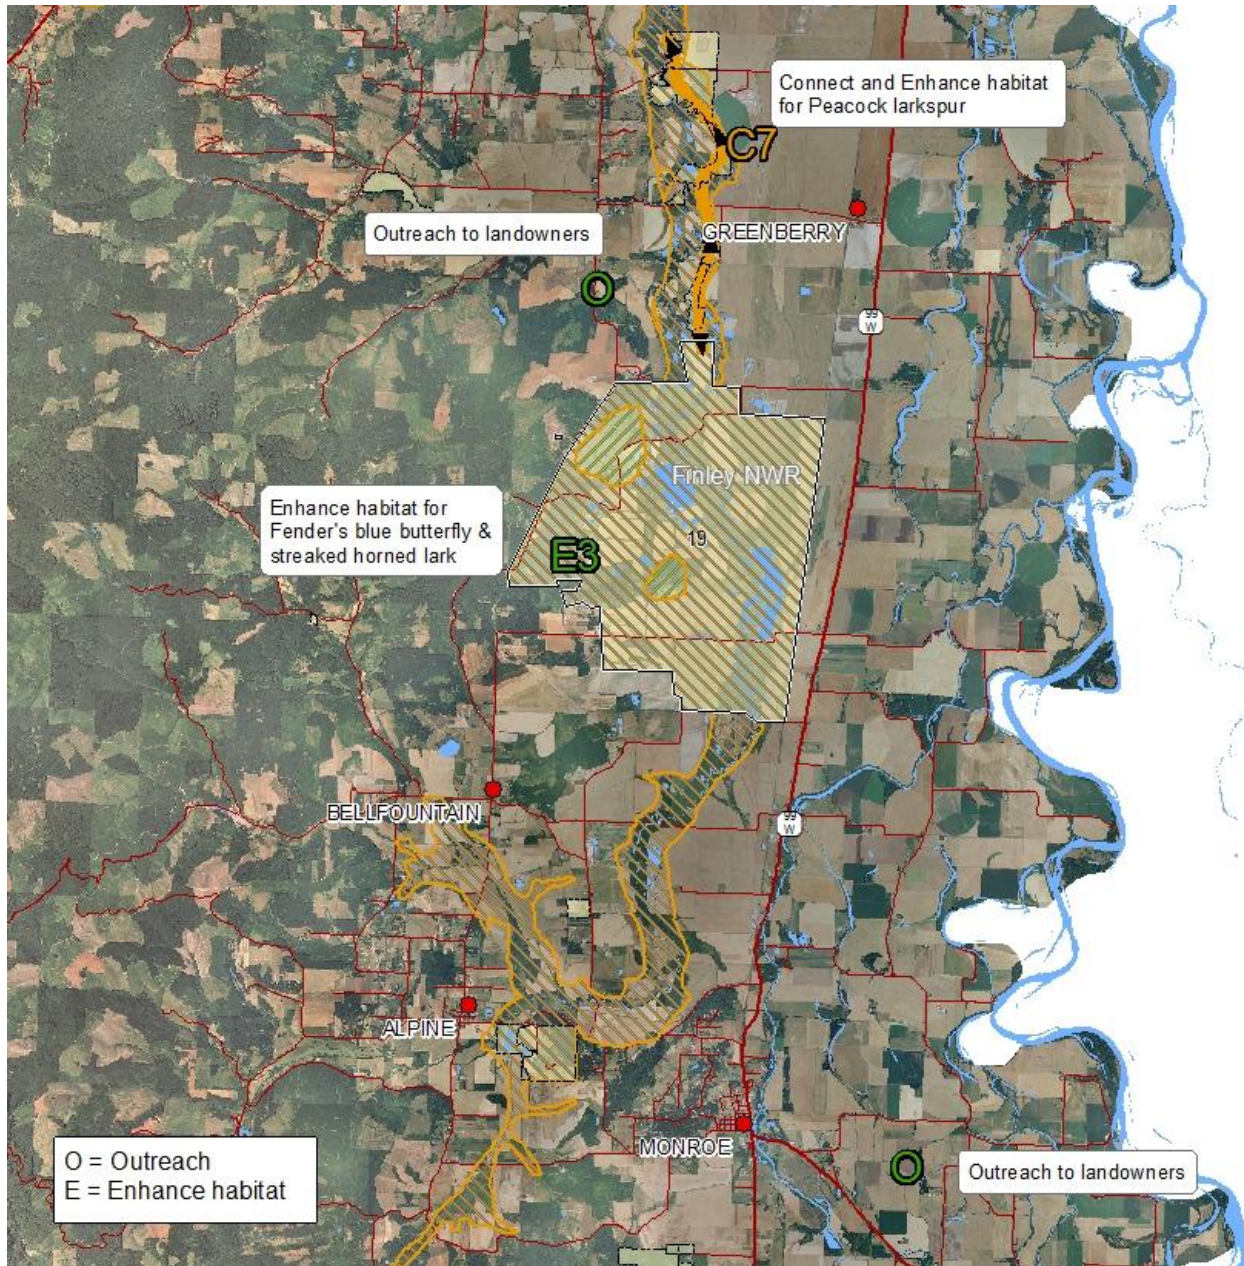 Connect and Enhance habitat
for Peacock larkspur
C7
Outreach to landowners
GREENBERRY
O
99
W
Finley NWR
Enhance habitat for
Fender's blue butterfly &
streaked horned lark
19
E3
BELLFOUNTAIN
99
W
ALPINE
MONROE
O = Outreach
E = Enhance habitat
O
Outreach to landowners